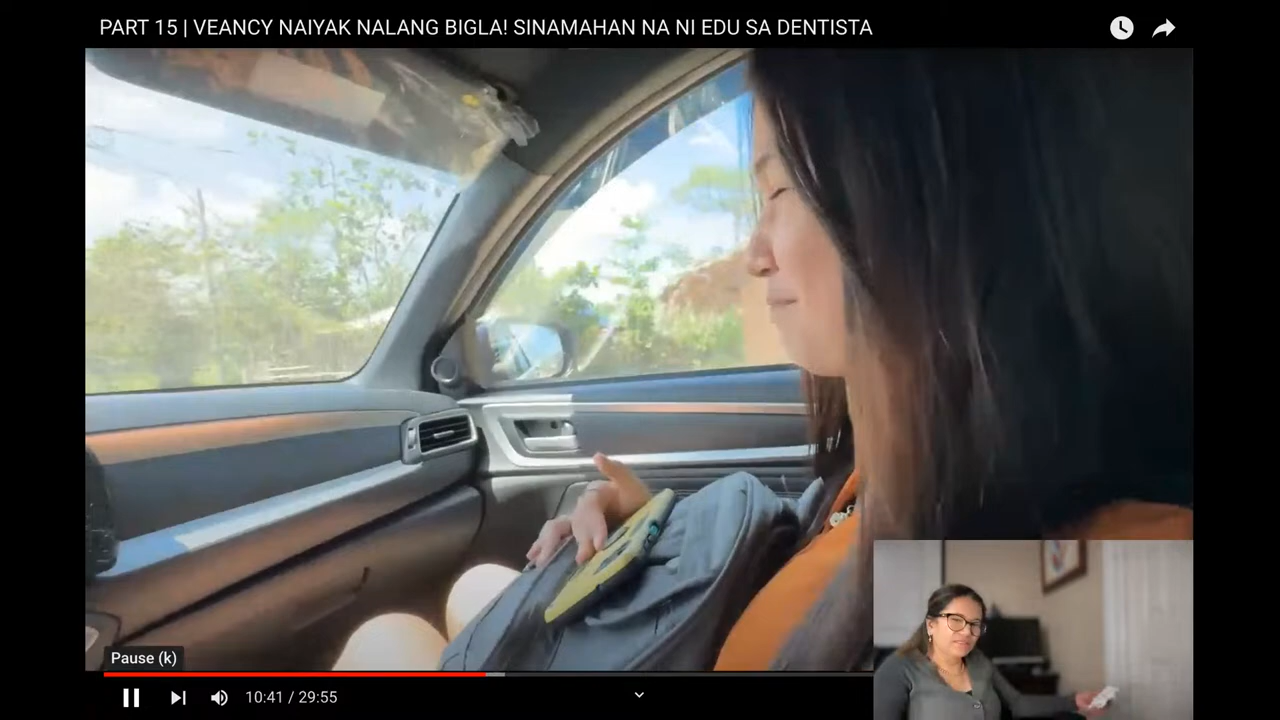 PART 15 | VEANCY NAIYAK NALANG BIGLA! SINAMAHAN NA NI EDU SA DENTISTA
Pause (k)
10:41 / 29:55